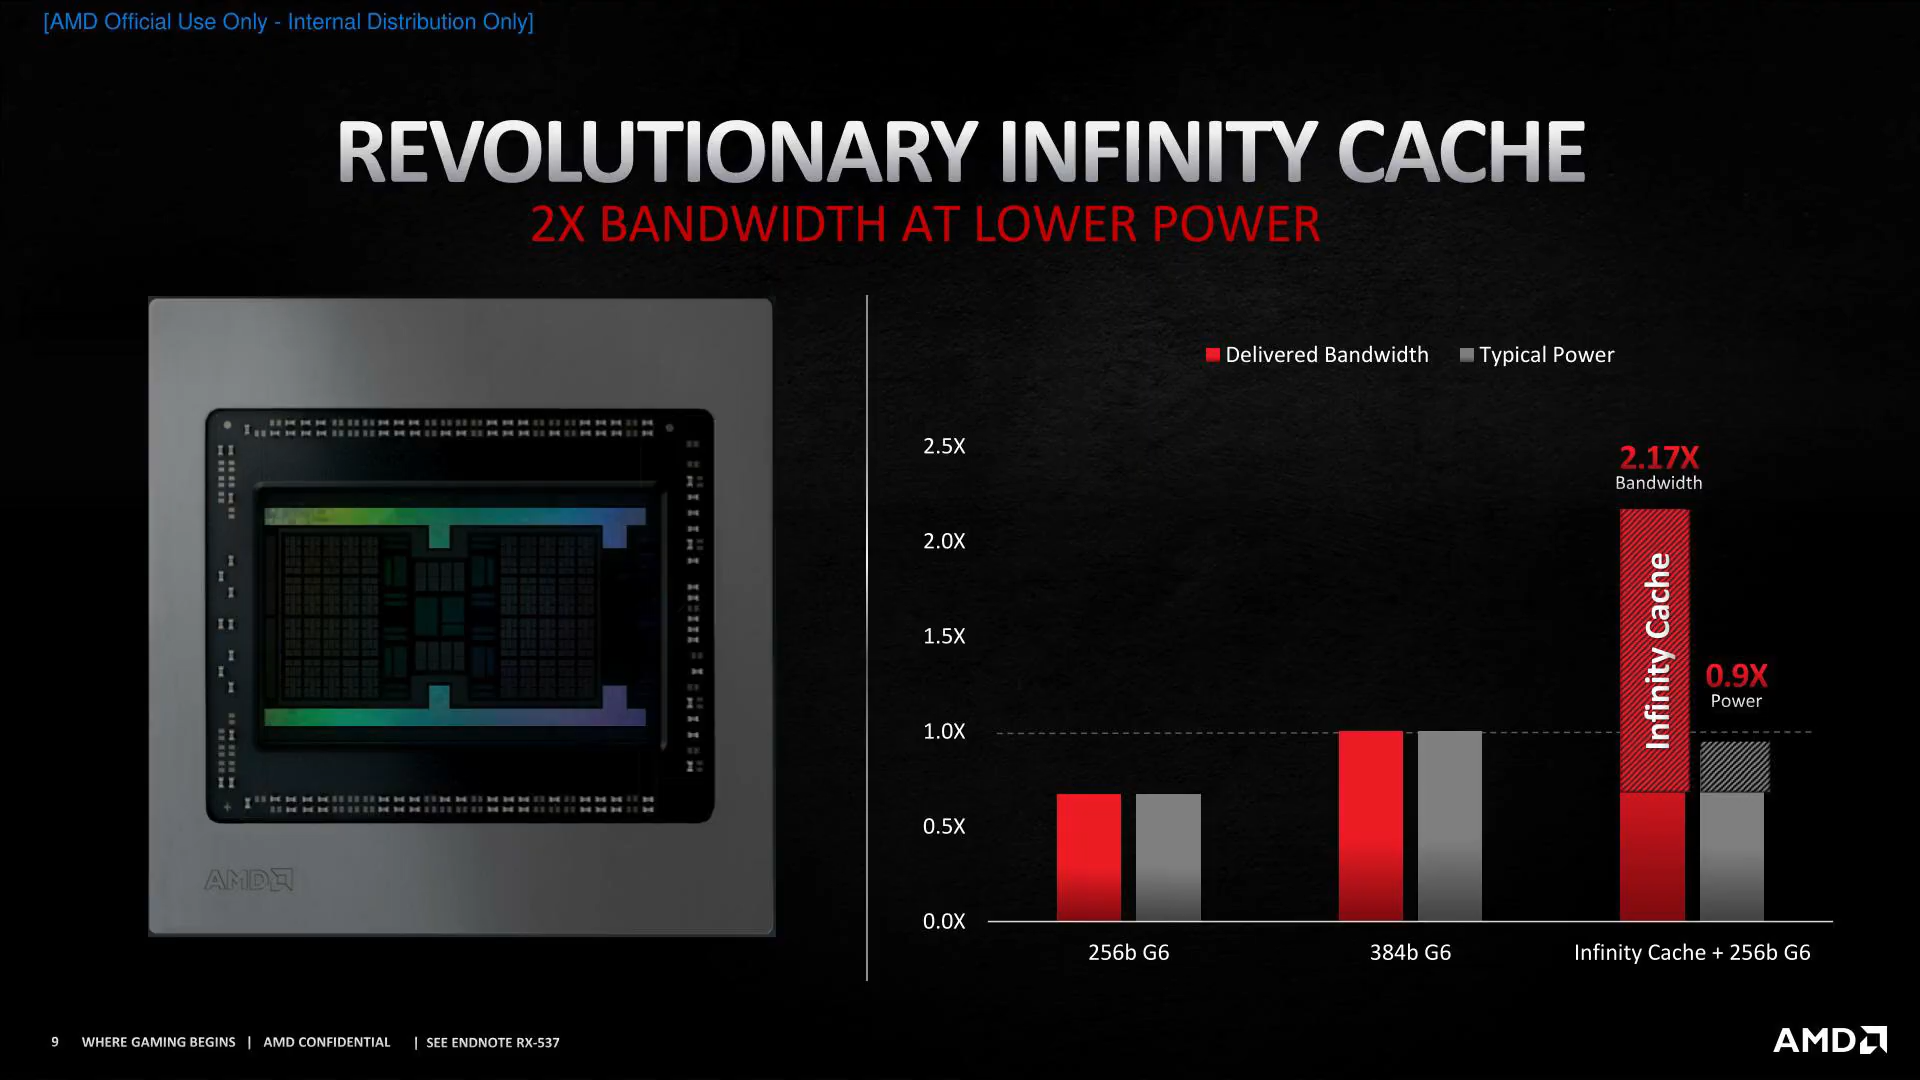 [AMD Official Use Only - Internal Distribution Only]
REVOLUTIONARY INFINITY CACHE
2X BANDWIDTH AT LOWER POWER
AMD
Delivered Bandwidth
Typical Power
2.5X
2.0X
1.5X
1.0X
0.5X
0.0X
2.17X
Bandwidth
Infinity Cache
0.9X
Power
256b G6
384b G6
Infinity Cache + 256b G6
9 WHERE GAMING BEGINS | AMD CONFIDENTIAL | SEE ENDNOTE RX-537
AMD